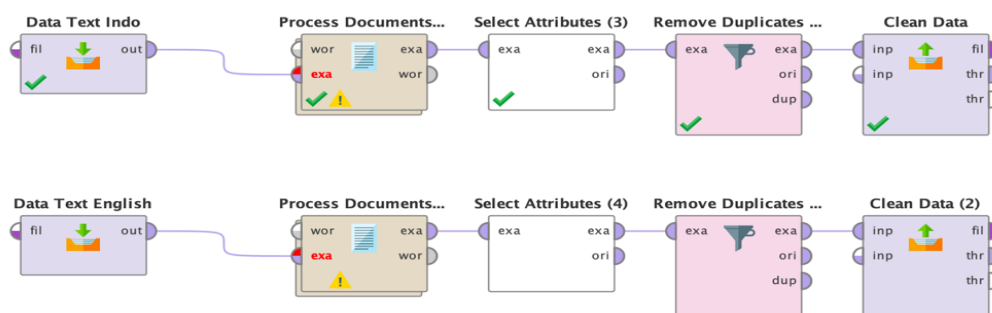 Data Text Indo
Process Documents...
Select Attributes (3)
Remove Duplicates ...
Clean Data
fil out
wor exa
exa wor
exa exa
ori
exa exa
ori
dup
inp fil
inp thr
thr
Data Text English
Process Documents...
Select Attributes (4)
Remove Duplicates ...
Clean Data (2)
fil out
wor exa
exa wor
exa exa
ori
exa exa
ori
dup
inp fil
inp thr
thr